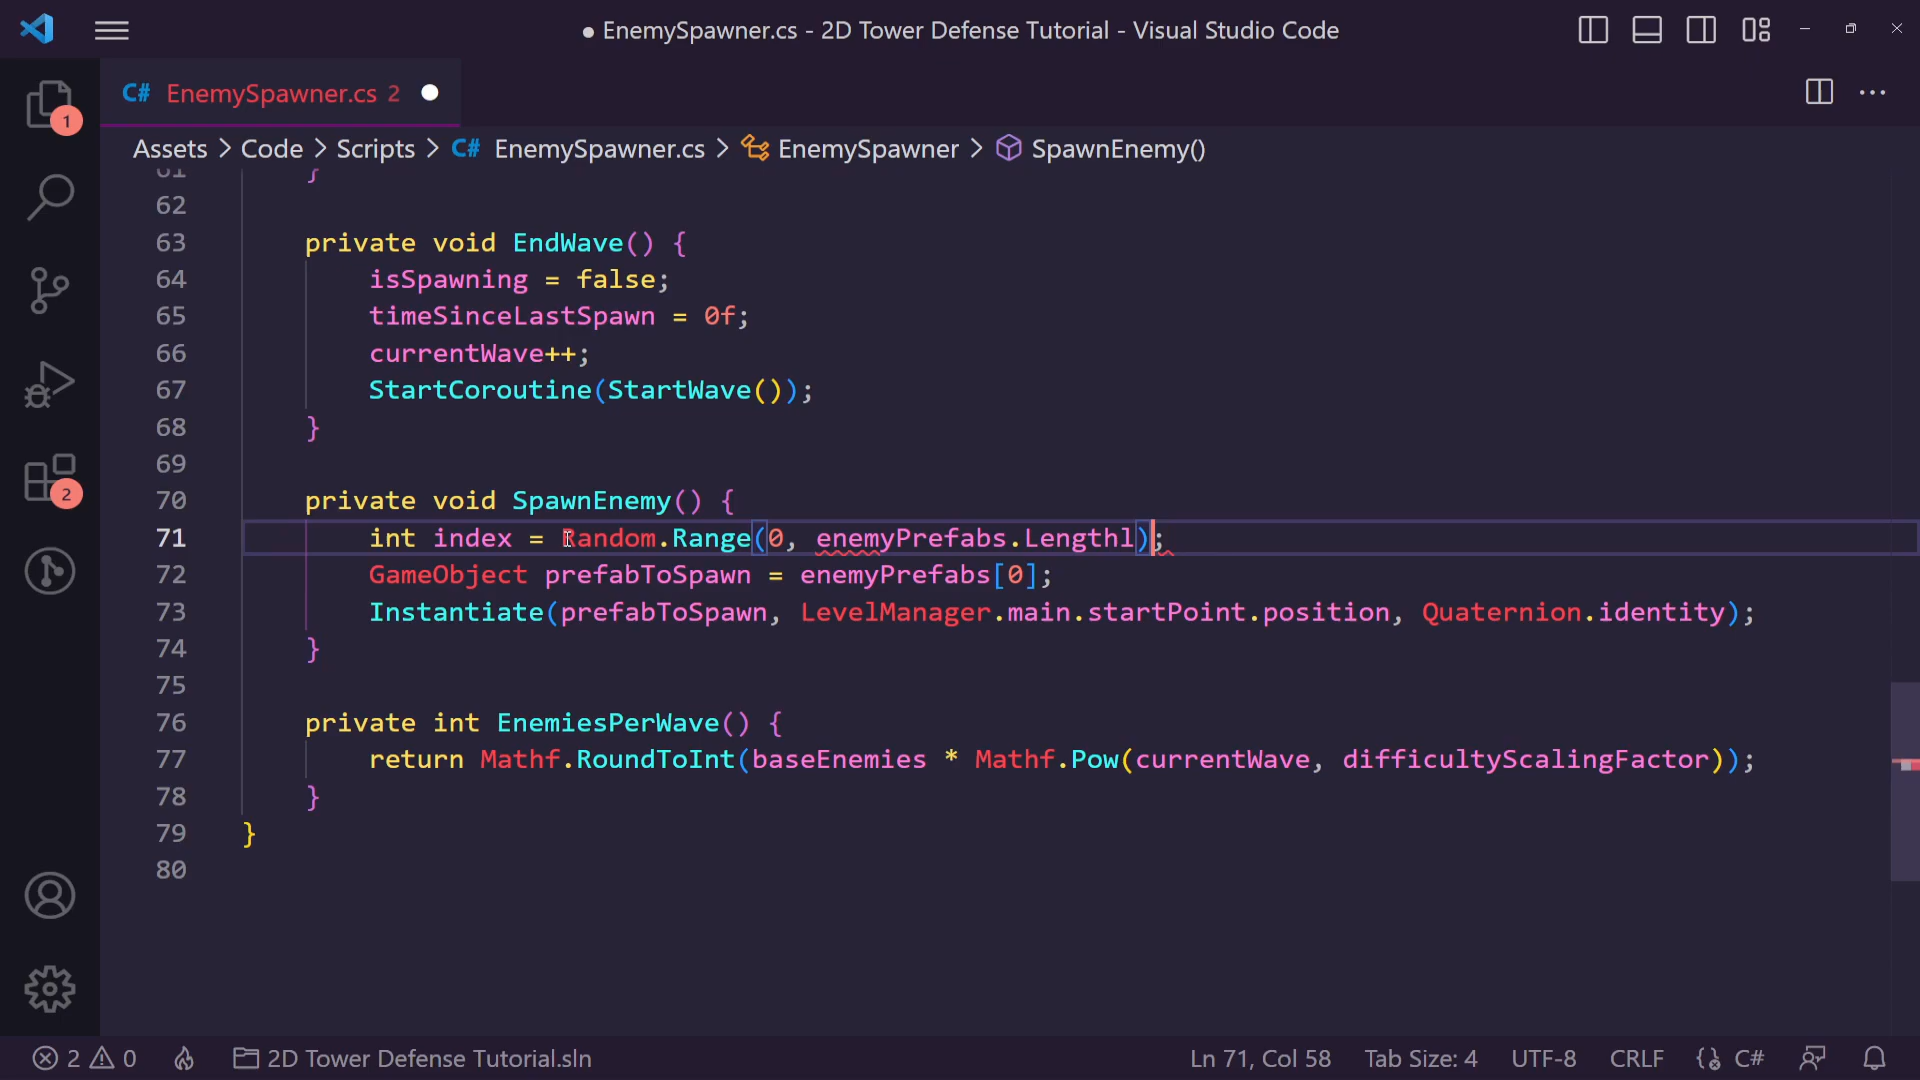 EnemySpawner.cs - 2D Tower Defense Tutorial - Visual Studio Code
C# EnemySpawner.cs 2
Assets > Code > Scripts > C# EnemySpawner.cs > EnemySpawner > SpawnEnemy()
61 }
62
63 private void EndWave() {
64 isSpawning = false;
65 timeSinceLastSpawn = 0f;
66 currentWave++;
67 StartCoroutine(StartWave());
68 }
69
70 private void SpawnEnemy() {
71 int index = Random.Range(0, enemyPrefabs.Lengthl);
72 GameObject prefabToSpawn = enemyPrefabs[0];
73 Instantiate(prefabToSpawn, LevelManager.main.startPoint.position, Quaternion.identity);
74 }
75
76 private int EnemiesPerWave() {
77 return Mathf.RoundToInt(baseEnemies * Mathf.Pow(currentWave, difficultyScalingFactor));
78 }
79 }
80
1
2
2 0 2D Tower Defense Tutorial.sln Ln 71, Col 58 Tab Size: 4 UTF-8 CRLF C#